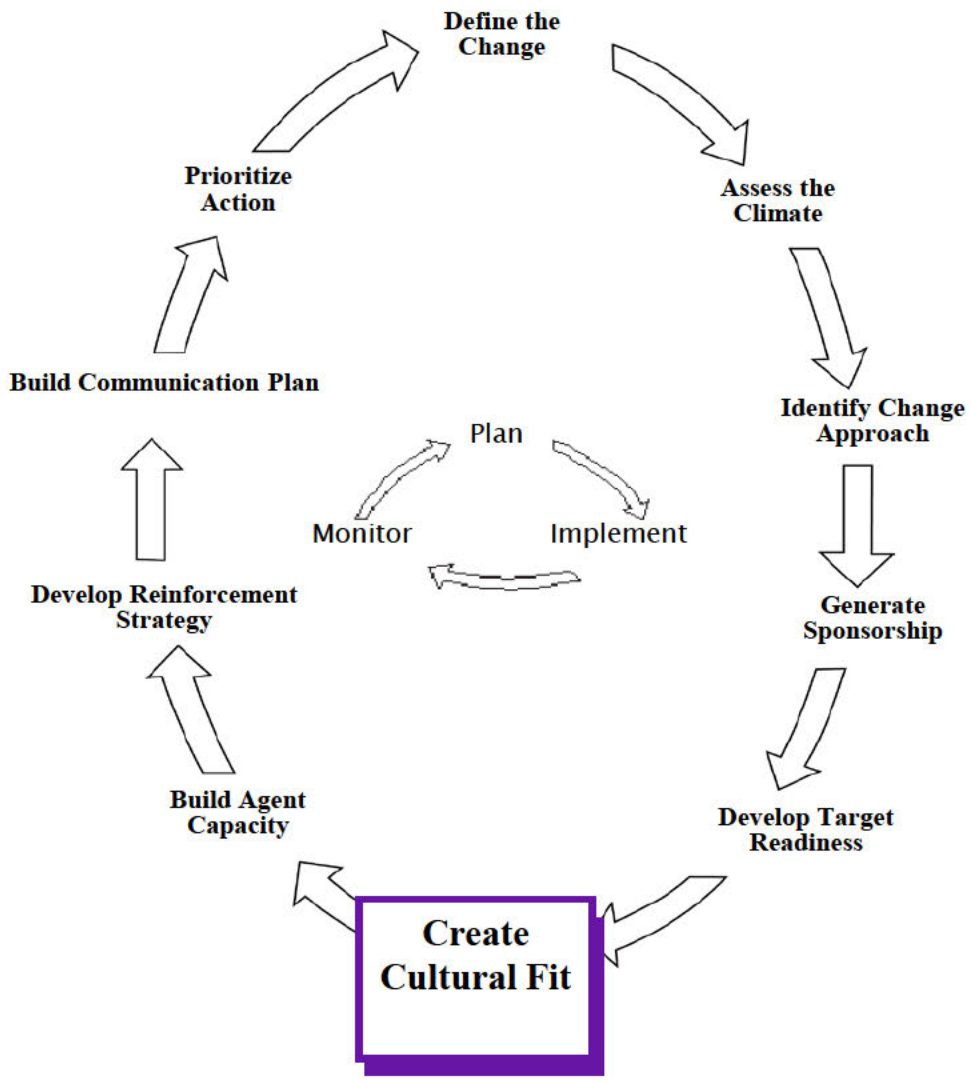 Define the
Change
Assess the
Climate
Identify Change
Approach
Generate
Sponsorship
Develop Target
Readiness
Create
Cultural Fit
Build Agent
Capacity
Develop Reinforcement
Strategy
Build Communication Plan
Prioritize
Action
Plan
Implement
Monitor